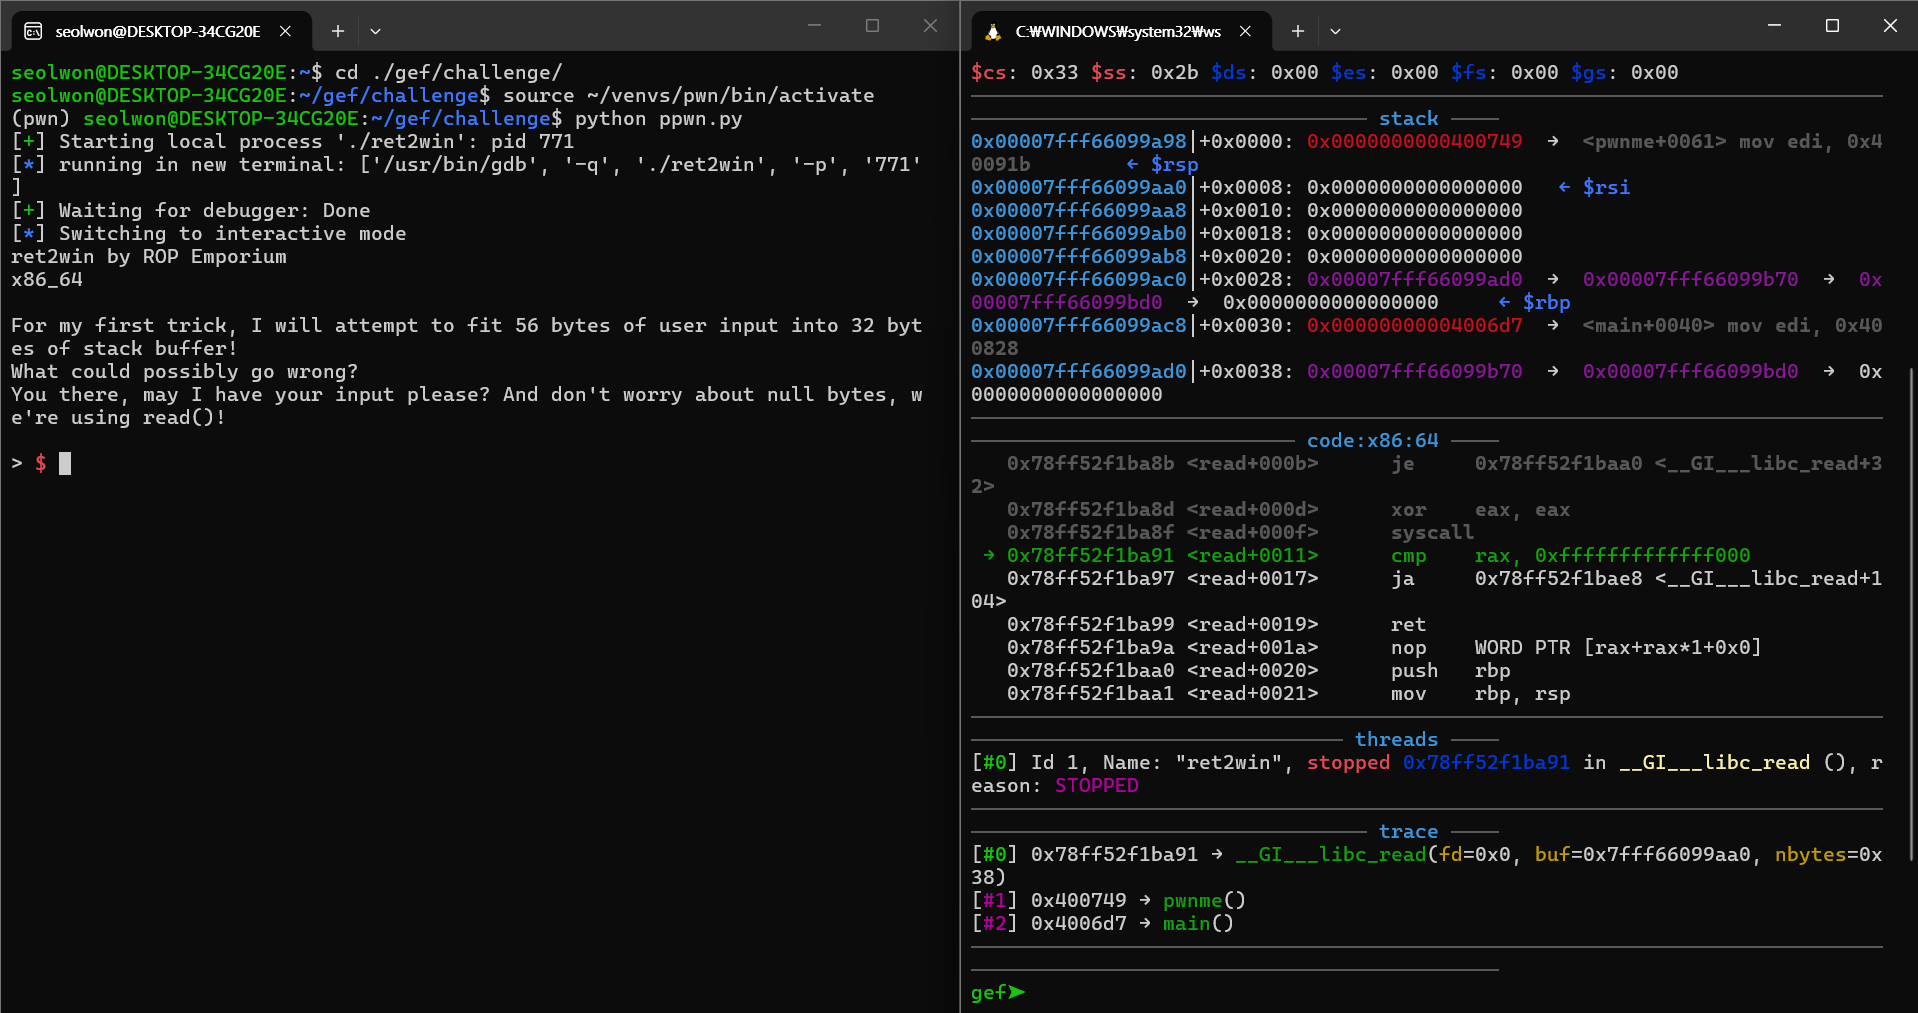 seolwon@DESKTOP-34CG20E
seolwon@DESKTOP-34CG20E:~$ cd ./gef/challenge/
seolwon@DESKTOP-34CG20E:~/gef/challenge$ source ~/venvs/pwn/bin/activate
(pwn) seolwon@DESKTOP-34CG20E:~/gef/challenge$ python ppwn.py
[+] Starting local process './ret2win': pid 771
[*] running in new terminal: ['/usr/bin/gdb', '-q', './ret2win', '-p', '771'
]
[+] Waiting for debugger: Done
[*] Switching to interactive mode
ret2win by ROP Emporium
x86_64
For my first trick, I will attempt to fit 56 bytes of user input into 32 byt
es of stack buffer!
What could possibly go wrong?
You there, may I have your input please? And don't worry about null bytes, w
e're using read()!
> $
C:₩WINDOWS₩system32₩ws
$cs: 0x33 $ss: 0x2b $ds: 0x00 $es: 0x00 $fs: 0x00 $gs: 0x00
stack
0x00007fff66099a98│+0x0000: 0x0000000000400749  →  <pwnme+0061> mov edi, 0x4
0091b        ← $rsp
0x00007fff66099aa0│+0x0008: 0x0000000000000000   ← $rsi
0x00007fff66099aa8│+0x0010: 0x0000000000000000
0x00007fff66099ab0│+0x0018: 0x0000000000000000
0x00007fff66099ab8│+0x0020: 0x0000000000000000
0x00007fff66099ac0│+0x0028: 0x00007fff66099ad0  →  0x00007fff66099b70  →  0x
00007fff66099bd0  →  0x0000000000000000     ← $rbp
0x00007fff66099ac8│+0x0030: 0x00000000004006d7  →  <main+0040> mov edi, 0x40
0828
0x00007fff66099ad0│+0x0038: 0x00007fff66099b70  →  0x00007fff66099bd0  →  0x
0000000000000000
code:x86:64
0x78ff52f1ba8b <read+000b>      je     0x78ff52f1baa0 <__GI___libc_read+3
2>
0x78ff52f1ba8d <read+000d>      xor    eax, eax
0x78ff52f1ba8f <read+000f>      syscall
→ 0x78ff52f1ba91 <read+0011>      cmp    rax, 0xfffffffffffff000
0x78ff52f1ba97 <read+0017>      ja     0x78ff52f1bae8 <__GI___libc_read+1
04>
0x78ff52f1ba99 <read+0019>      ret
0x78ff52f1ba9a <read+001a>      nop    WORD PTR [rax+rax*1+0x0]
0x78ff52f1baa0 <read+0020>      push   rbp
0x78ff52f1baa1 <read+0021>      mov    rbp, rsp
threads
[#0] Id 1, Name: "ret2win", stopped 0x78ff52f1ba91 in __GI___libc_read (), r
eason: STOPPED
trace
[#0] 0x78ff52f1ba91 → __GI___libc_read(fd=0x0, buf=0x7fff66099aa0, nbytes=0x
38)
[#1] 0x400749 → pwnme()
[#2] 0x4006d7 → main()
gef➤